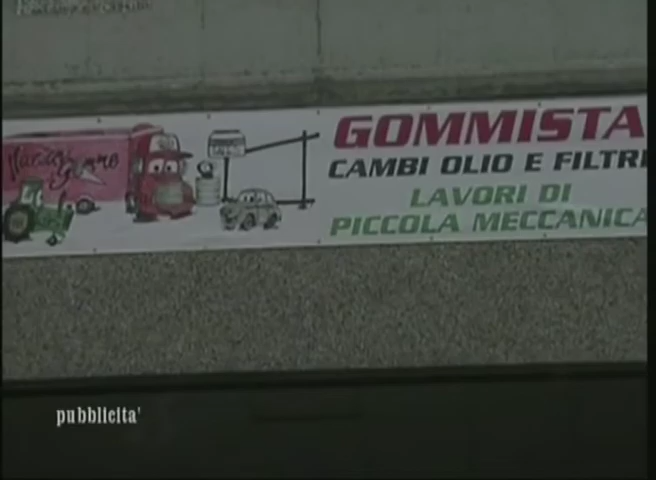 GOMMISTA
CAMBI OLIO E FILTRI
LAVORI DI
PICCOLA MECCANICA
pubblicita'